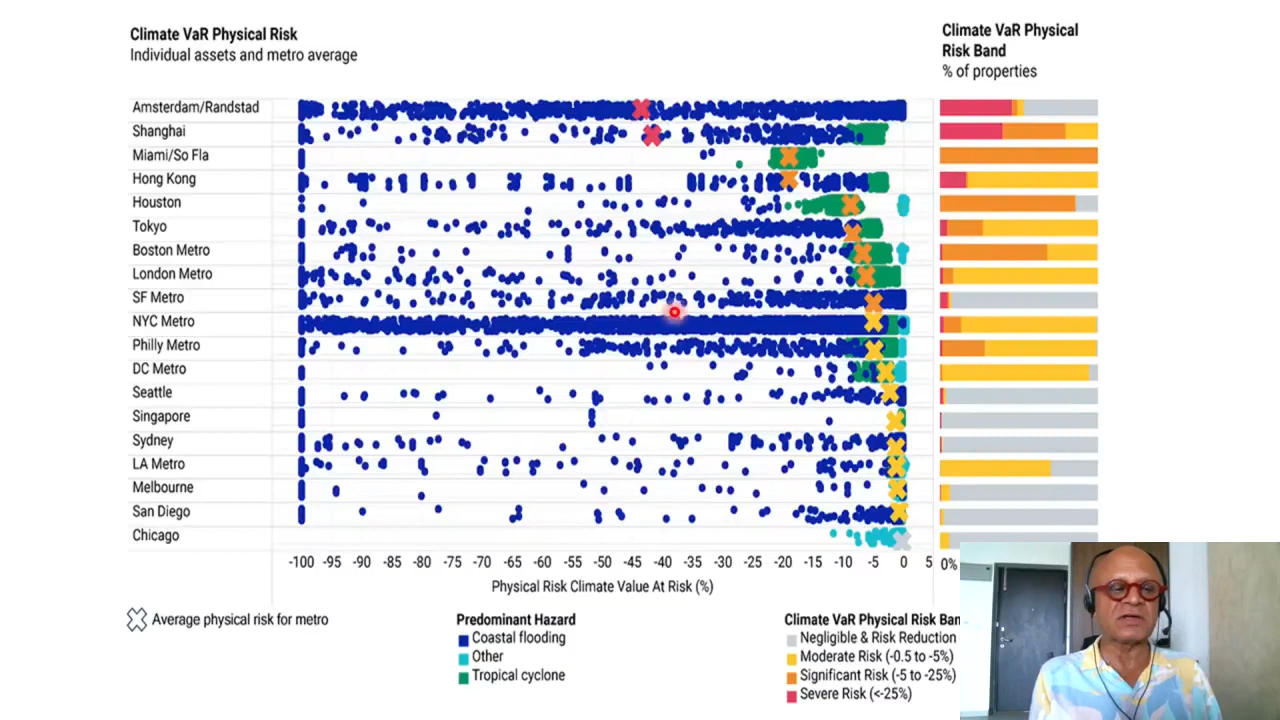 Climate VaR Physical Risk
Individual assets and metro average
Climate VaR Physical
Risk Band
% of properties
Amsterdam/Randstad
Shanghai
Miami/So Fla
Hong Kong
Houston
Tokyo
Boston Metro
London Metro
SF Metro
NYC Metro
Philly Metro
DC Metro
Seattle
Singapore
Sydney
LA Metro
Melbourne
San Diego
Chicago
-100 -95 -90 -85 -80 -75 -70 -65 -60 -55 -50 -45 -40 -35 -30 -25 -20 -15 -10 -5 0 5
0%
Physical Risk Climate Value At Risk (%)
Average physical risk for metro
Predominant Hazard
Coastal flooding
Other
Tropical cyclone
Climate VaR Physical Risk Ban
Negligible & Risk Reduction
Moderate Risk (-0.5 to -5%)
Significant Risk (-5 to -25%)
Severe Risk (<-25%)